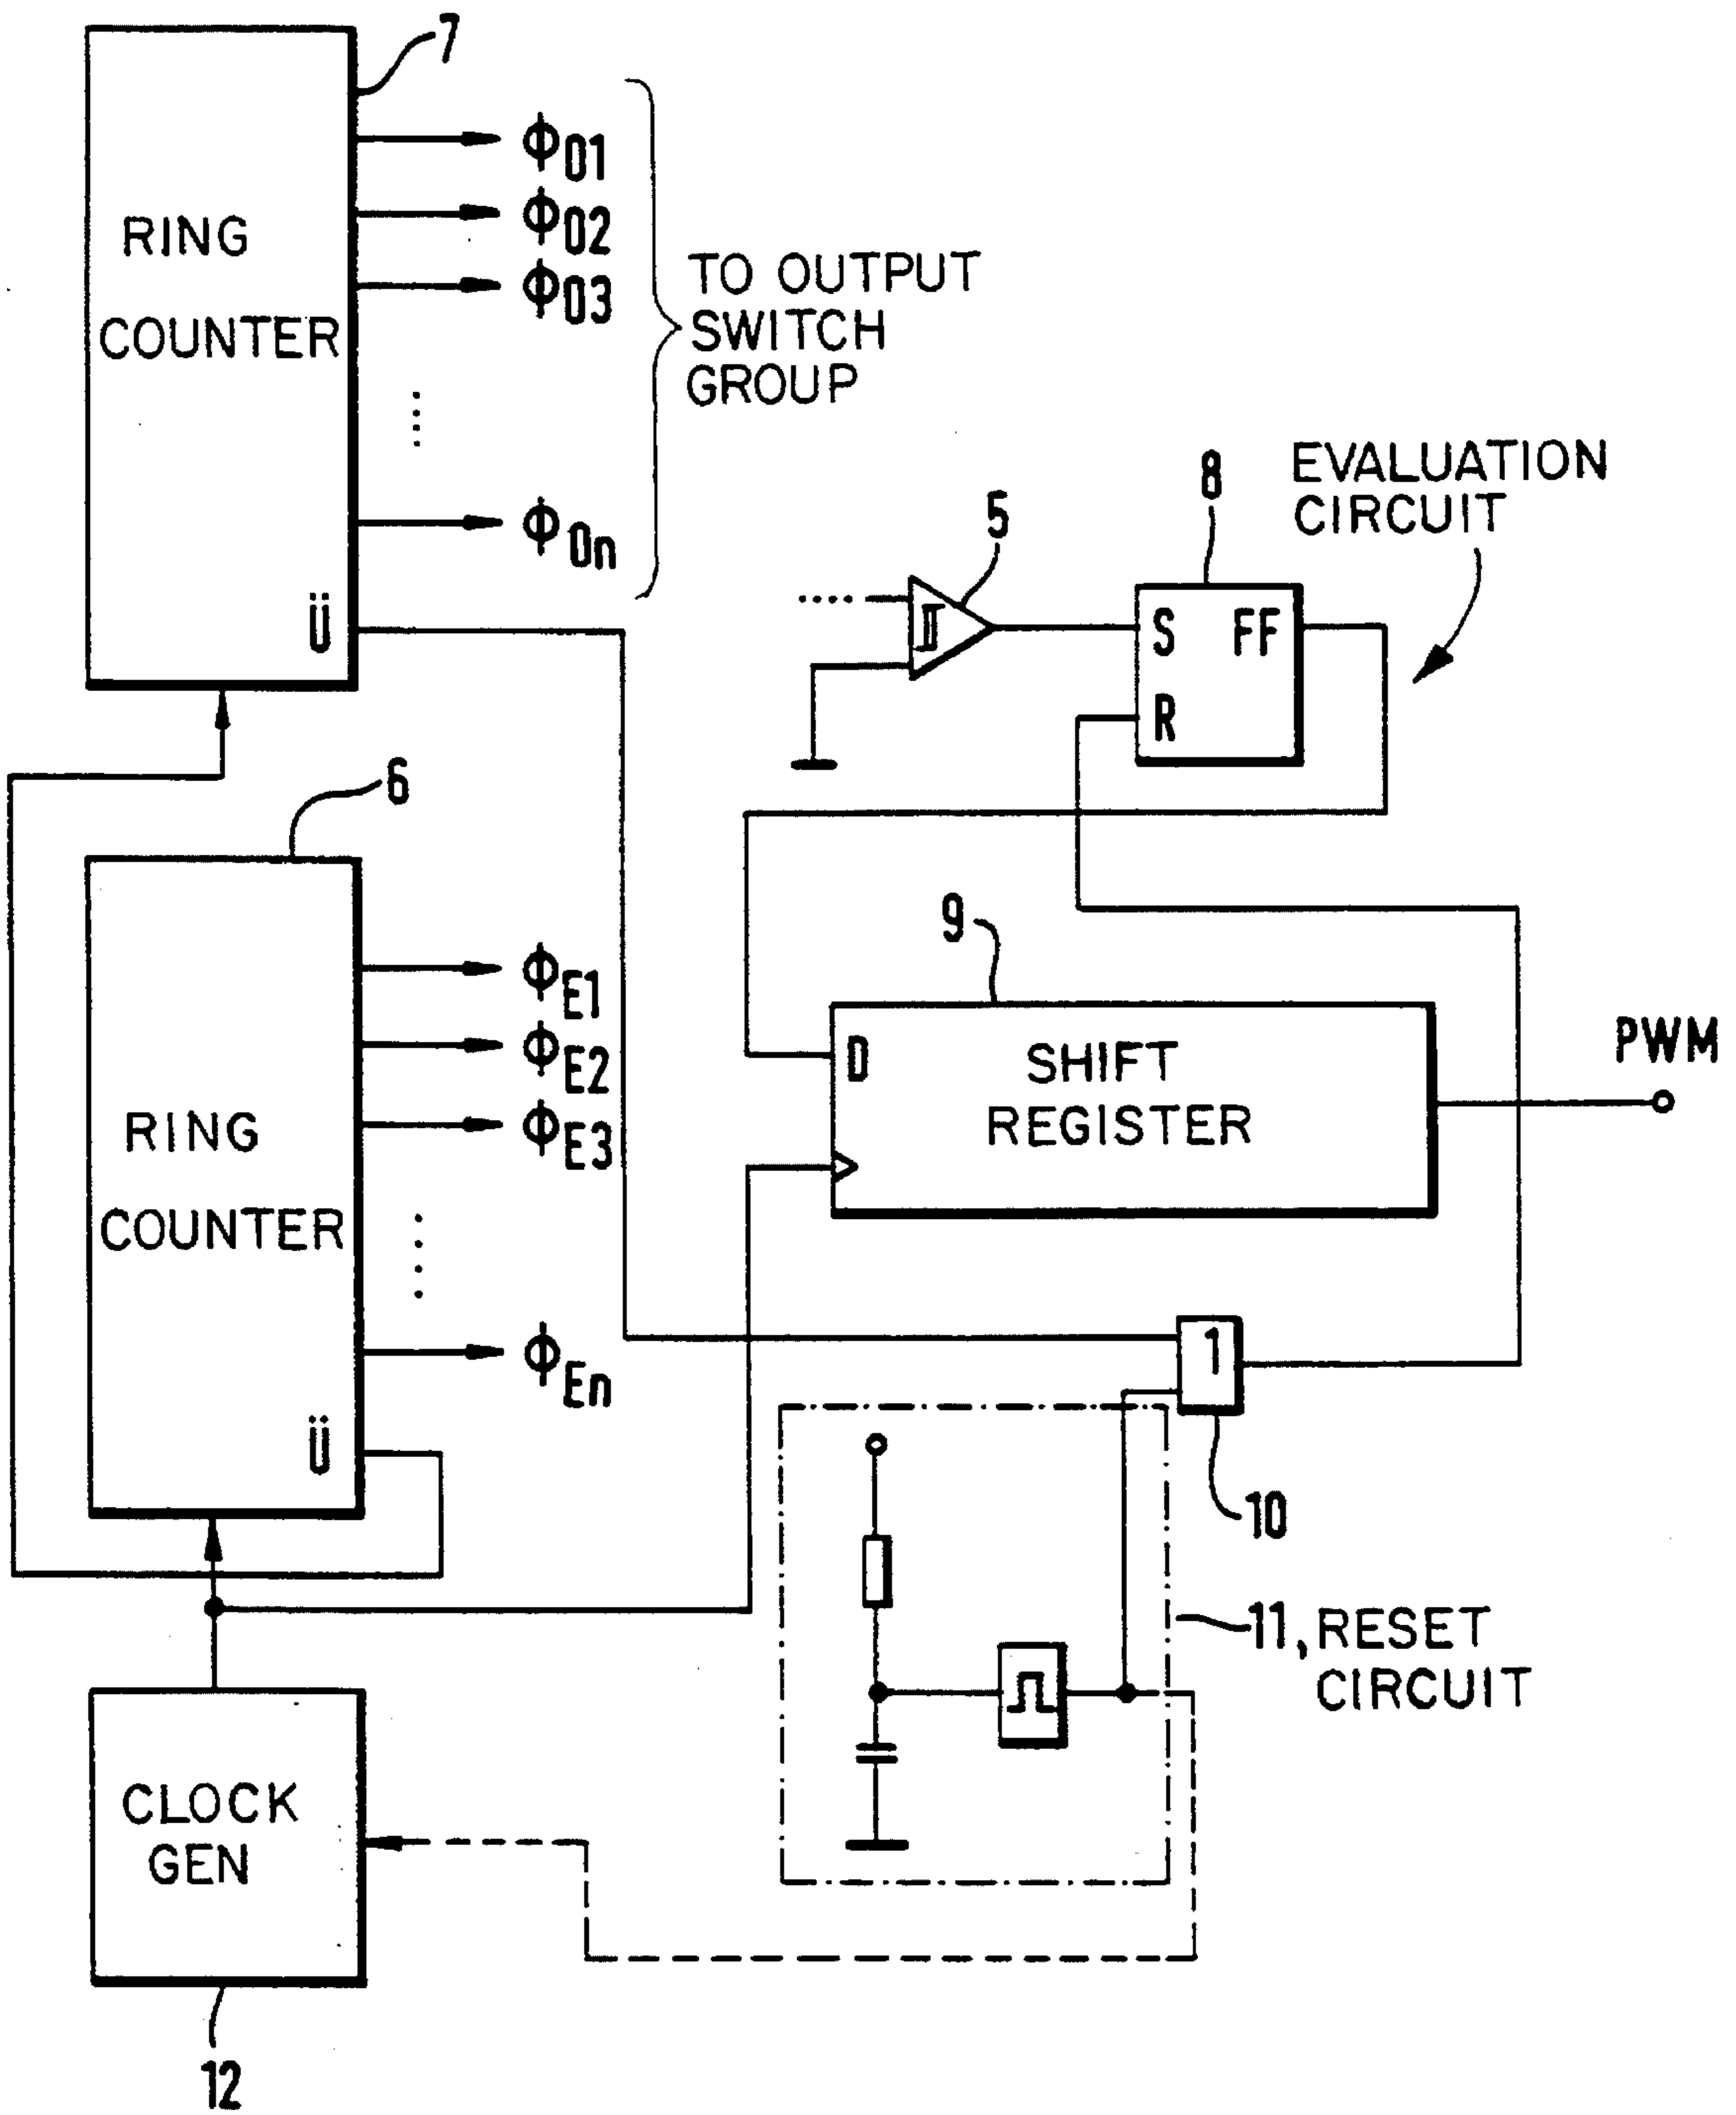 7
RING
COUNTER
ϕ01
ϕ02
ϕ03
ϕ0n
Ü
TO OUTPUT
SWITCH
GROUP
EVALUATION
CIRCUIT
5
II
8
S FF
R
6
RING
COUNTER
ϕE1
ϕE2
ϕE3
ϕEn
Ü
9
D
SHIFT
REGISTER
PWM
1
10
11, RESET
CIRCUIT
CLOCK
GEN
12